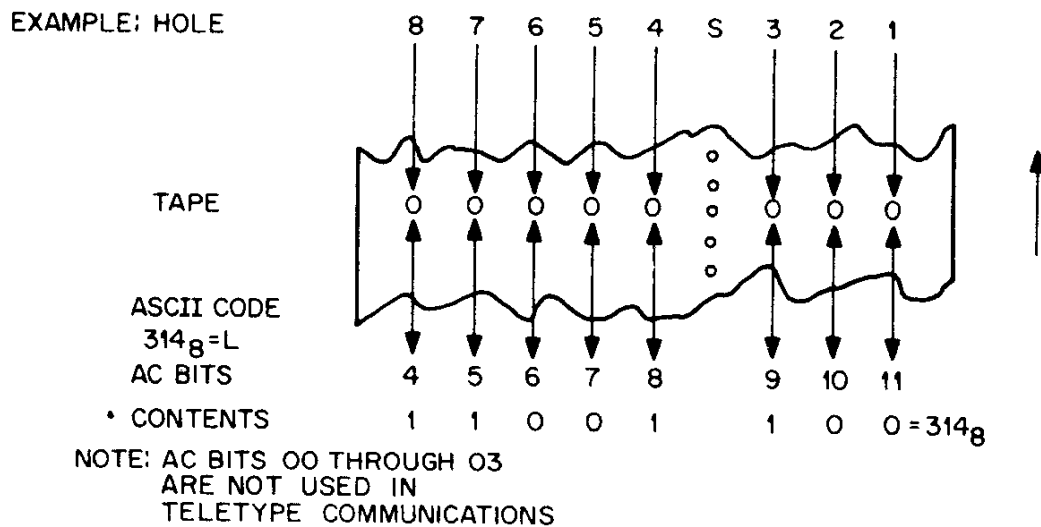 EXAMPLE: HOLE 8 7 6 5 4 S 3 2 1
TAPE O O O O O O O O
ASCII CODE
314₈=L
AC BITS 4 5 6 7 8 9 10 11
• CONTENTS 1 1 0 0 1 1 0 0 = 314₈
NOTE: AC BITS 00 THROUGH 03
ARE NOT USED IN
TELETYPE COMMUNICATIONS